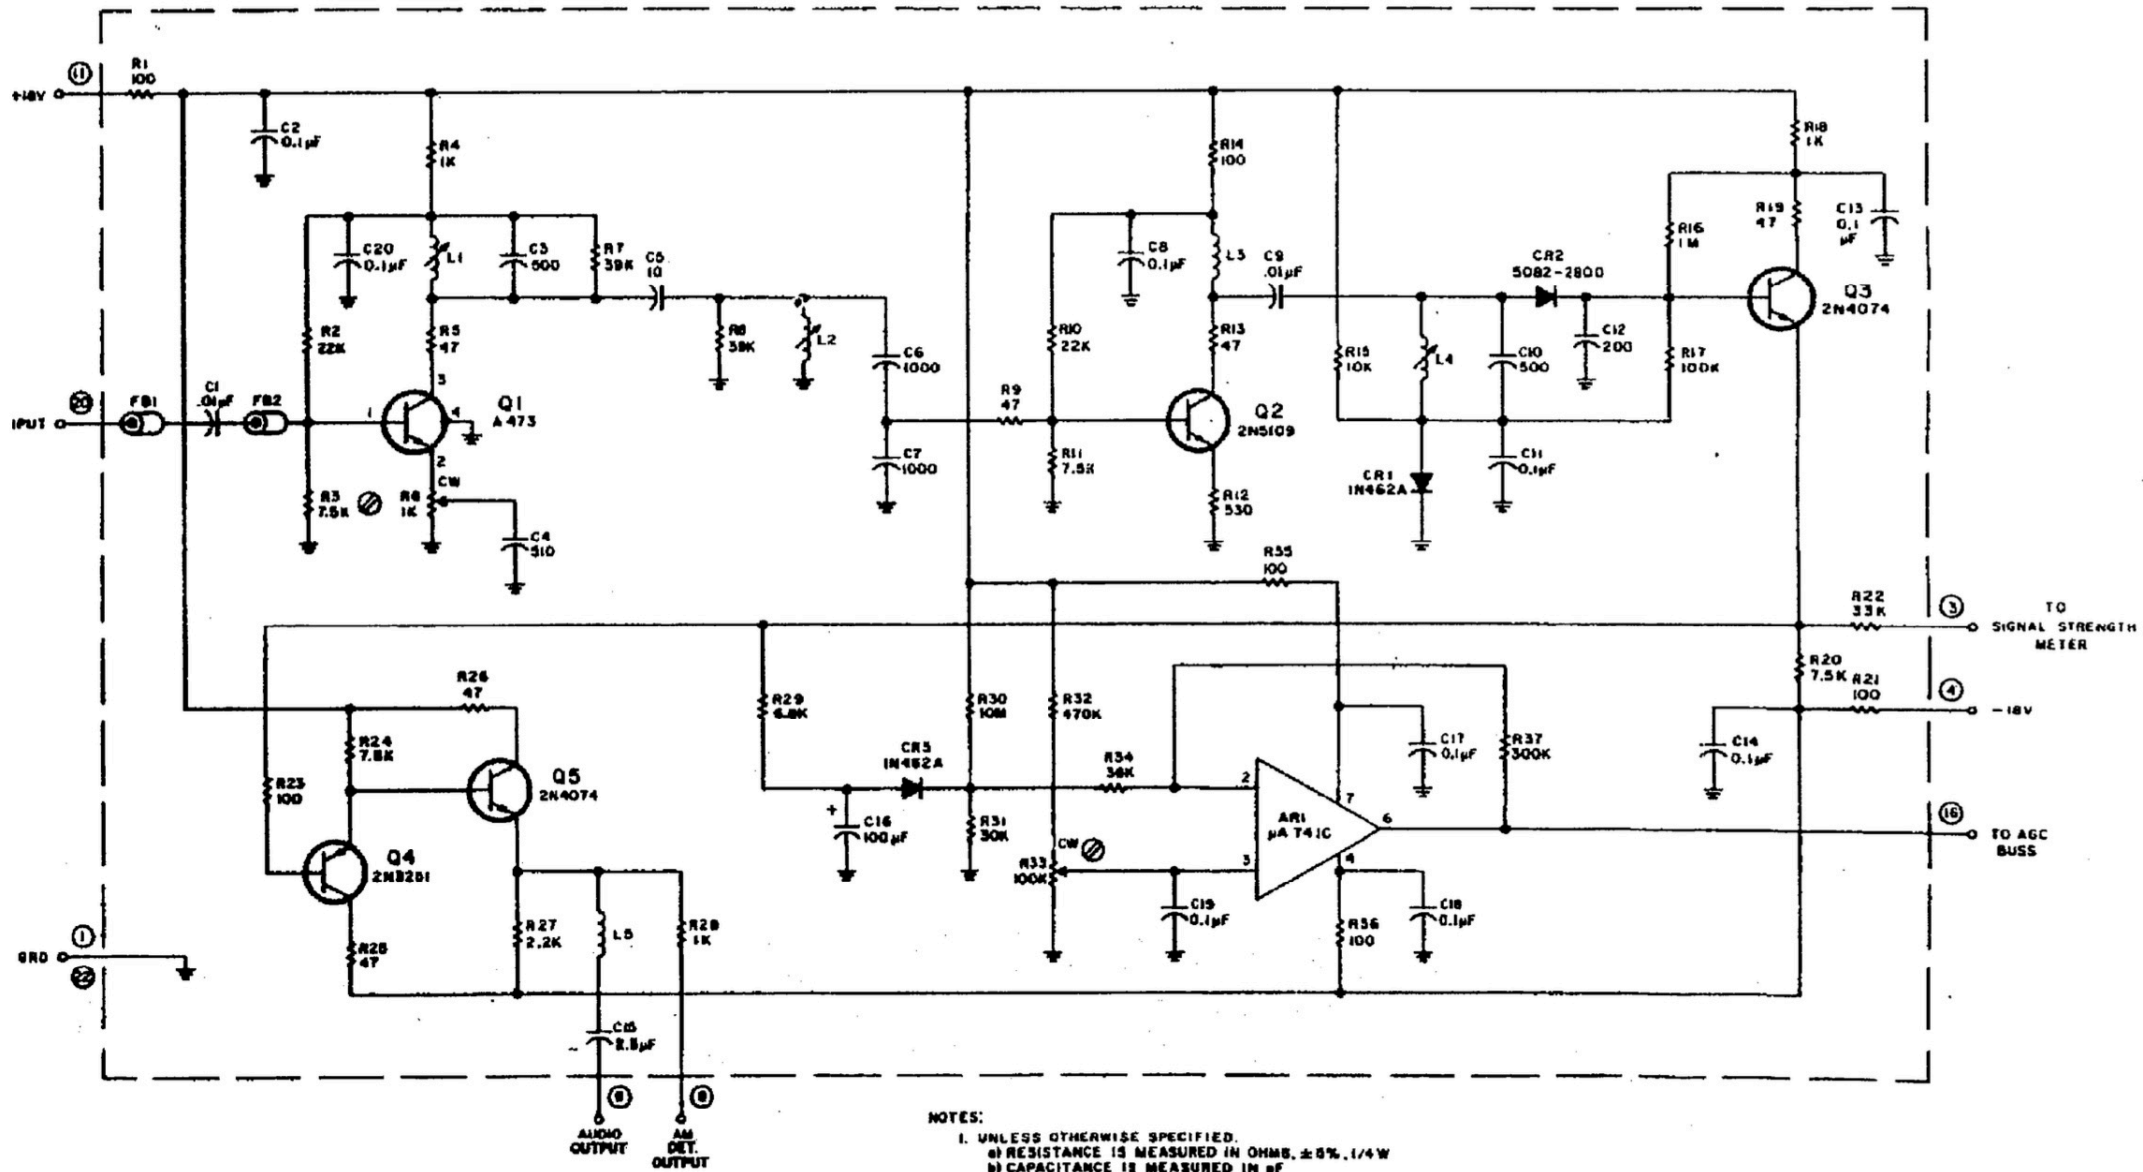 +18V
11
R1
100
C2
0.1µF
R4
1K
C20
0.1µF
L1
C3
500
R7
39K
C5
10
R2
22K
R5
47
L2
C6
1000
20
IPUT
FB1
C1
.01µF
FB2
1
3
4
2
Q1
A 473
R3
7.5K
R6
1K
CW
C4
510
C7
1000
R9
47
R10
22K
R11
7.5K
C8
0.1µF
R14
100
L3
C9
.01µF
R13
47
Q2
2N5109
R12
530
R15
10K
L4
C10
500
CR2
5082-2800
C12
200
R16
1M
R17
100K
CR1
1N462A
C11
0.1µF
R18
1K
R19
47
C13
0.1
µF
Q3
2N4074
R35
100
R22
33K
3
TO
SIGNAL STRENGTH
METER
R20
7.5K
R21
100
4
-18V
C14
0.1µF
R26
47
R24
R23
100
Q5
2N4074
Q4
R25
47
R27
2.2K
L5
R28
1K
1
GRD
22
R29
6.8K
CR3
1N462A
+
C16
100µF
R30
10M
R31
30K
R32
470K
R34
CW
R33
100K
C19
0.1µF
2
3
AR1
µA 741C
7
6
4
C17
0.1µF
R37
300K
R36
100
C18
0.1µF
16
TO AGC
BUSS
C15
AUDIO
OUTPUT
AM
DET.
OUTPUT
NOTES:
1. UNLESS OTHERWISE SPECIFIED.
a) RESISTANCE IS MEASURED IN OHMS, ±5%, 1/4 W
b) CAPACITANCE IS MEASURED IN pF